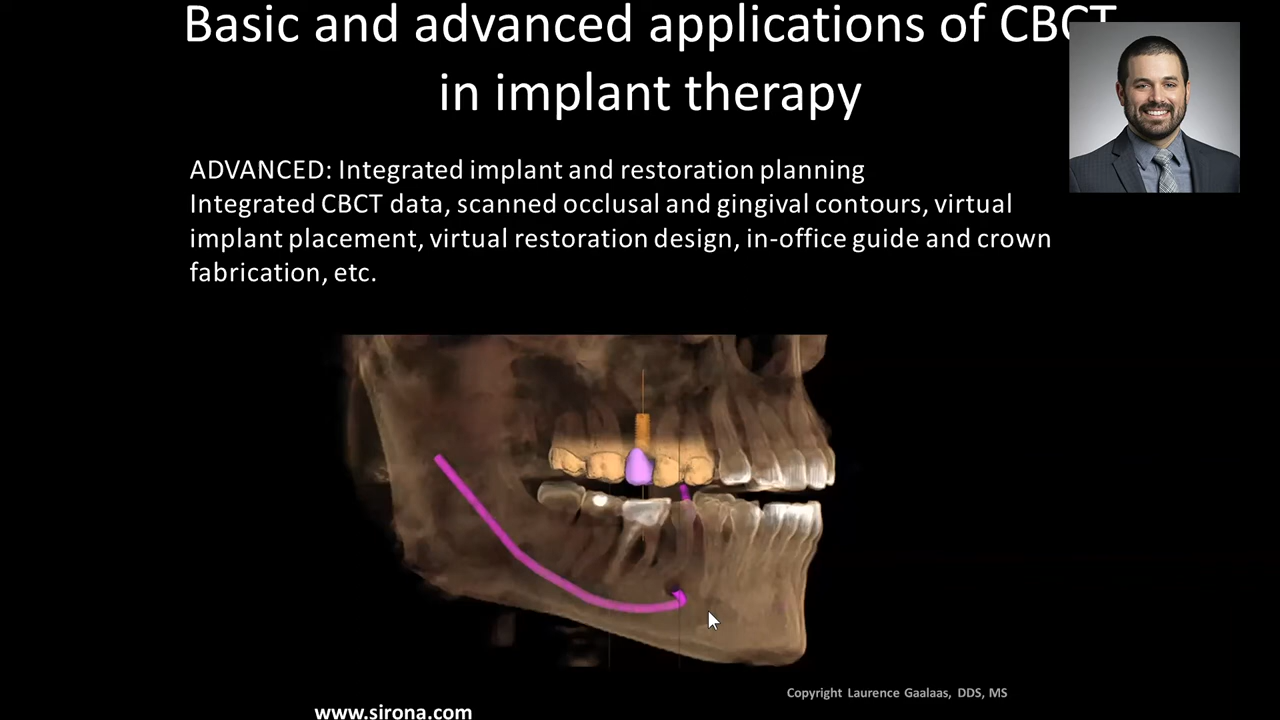 Basic and advanced applications of CBCT
in implant therapy
ADVANCED: Integrated implant and restoration planning
Integrated CBCT data, scanned occlusal and gingival contours, virtual
implant placement, virtual restoration design, in-office guide and crown
fabrication, etc.
Copyright Laurence Gaalaas, DDS, MS
www.sirona.com